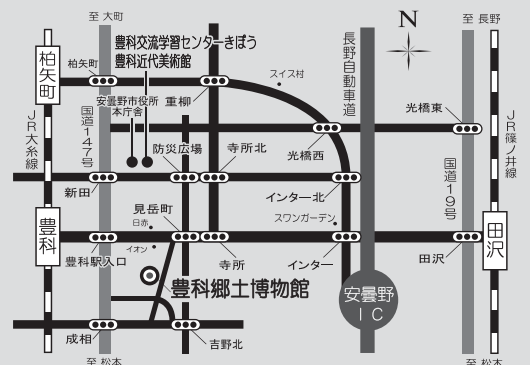 至 大町
N
至 長野
豊科交流学習センターきぼう
豊科近代美術館
柏矢町
柏矢町
長野自動車道
スイス村
安曇野市役所
本庁舎
重柳
光橋東
国道147号
JR大糸線
JR篠ノ井線
防災広場
寺所北
光橋西
国道19号
新田
インター北
見岳町
日赤
スワンガーデン
豊科
田沢
イオン
豊科駅入口
寺所
インター
田沢
豊科郷土博物館
安曇野
IC
成相
吉野北
至 松本
至 松本